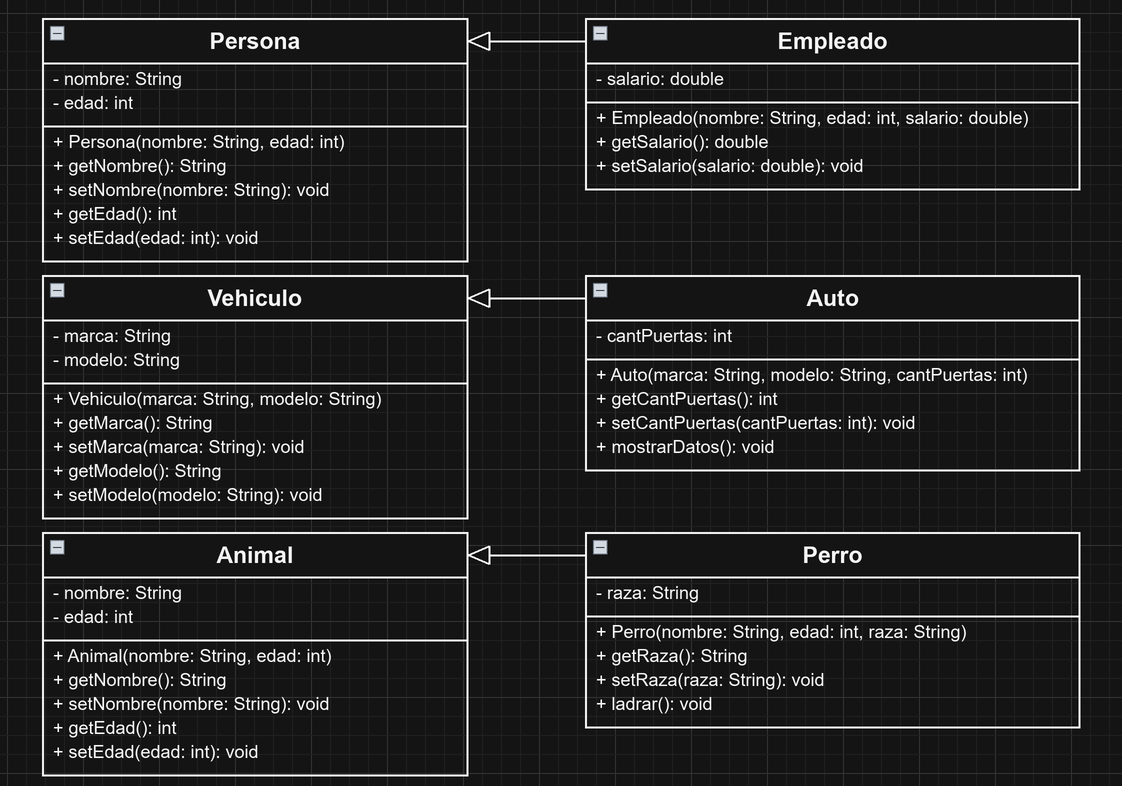 Persona
- nombre: String
- edad: int
+ Persona(nombre: String, edad: int)
+ getNombre(): String
+ setNombre(nombre: String): void
+ getEdad(): int
+ setEdad(edad: int): void
Empleado
- salario: double
+ Empleado(nombre: String, edad: int, salario: double)
+ getSalario(): double
+ setSalario(salario: double): void
Vehiculo
- marca: String
- modelo: String
+ Vehiculo(marca: String, modelo: String)
+ getMarca(): String
+ setMarca(marca: String): void
+ getModelo(): String
+ setModelo(modelo: String): void
Auto
- cantPuertas: int
+ Auto(marca: String, modelo: String, cantPuertas: int)
+ getCantPuertas(): int
+ setCantPuertas(cantPuertas: int): void
+ mostrarDatos(): void
Animal
- nombre: String
- edad: int
+ Animal(nombre: String, edad: int)
+ getNombre(): String
+ setNombre(nombre: String): void
+ getEdad(): int
+ setEdad(edad: int): void
Perro
- raza: String
+ Perro(nombre: String, edad: int, raza: String)
+ getRaza(): String
+ setRaza(raza: String): void
+ ladrar(): void